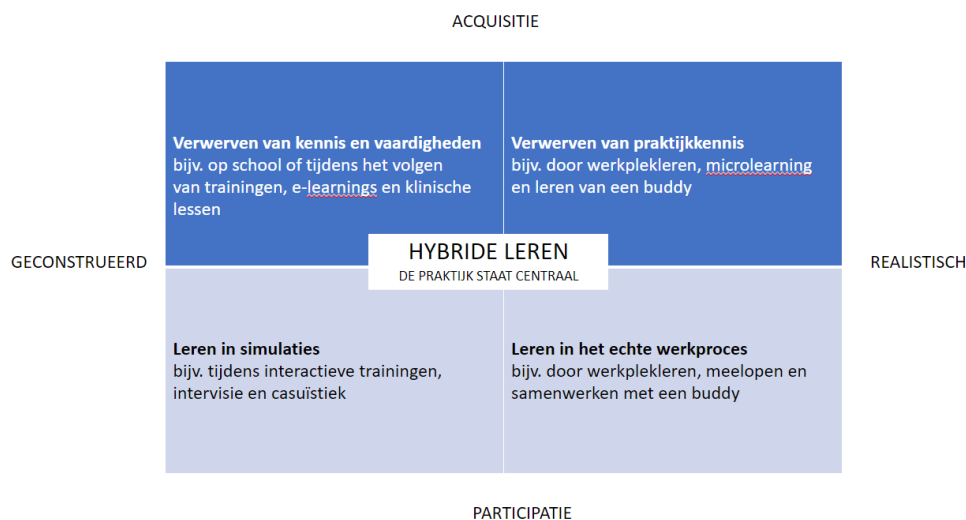 ACQUISITIE
Verwerven van kennis en vaardigheden
bijv. op school of tijdens het volgen
van trainingen, e-learnings en klinische
lessen
Verwerven van praktijkkennis
bijv. door werkplekleren, microlearning
en leren van een buddy
GECONSTRUEERD
HYBRIDE LEREN
DE PRAKTIJK STAAT CENTRAAL
REALISTISCH
Leren in simulaties
bijv. tijdens interactieve trainingen,
intervisie en casuïstiek
Leren in het echte werkproces
bijv. door werkplekleren, meelopen en
samenwerken met een buddy
PARTICIPATIE